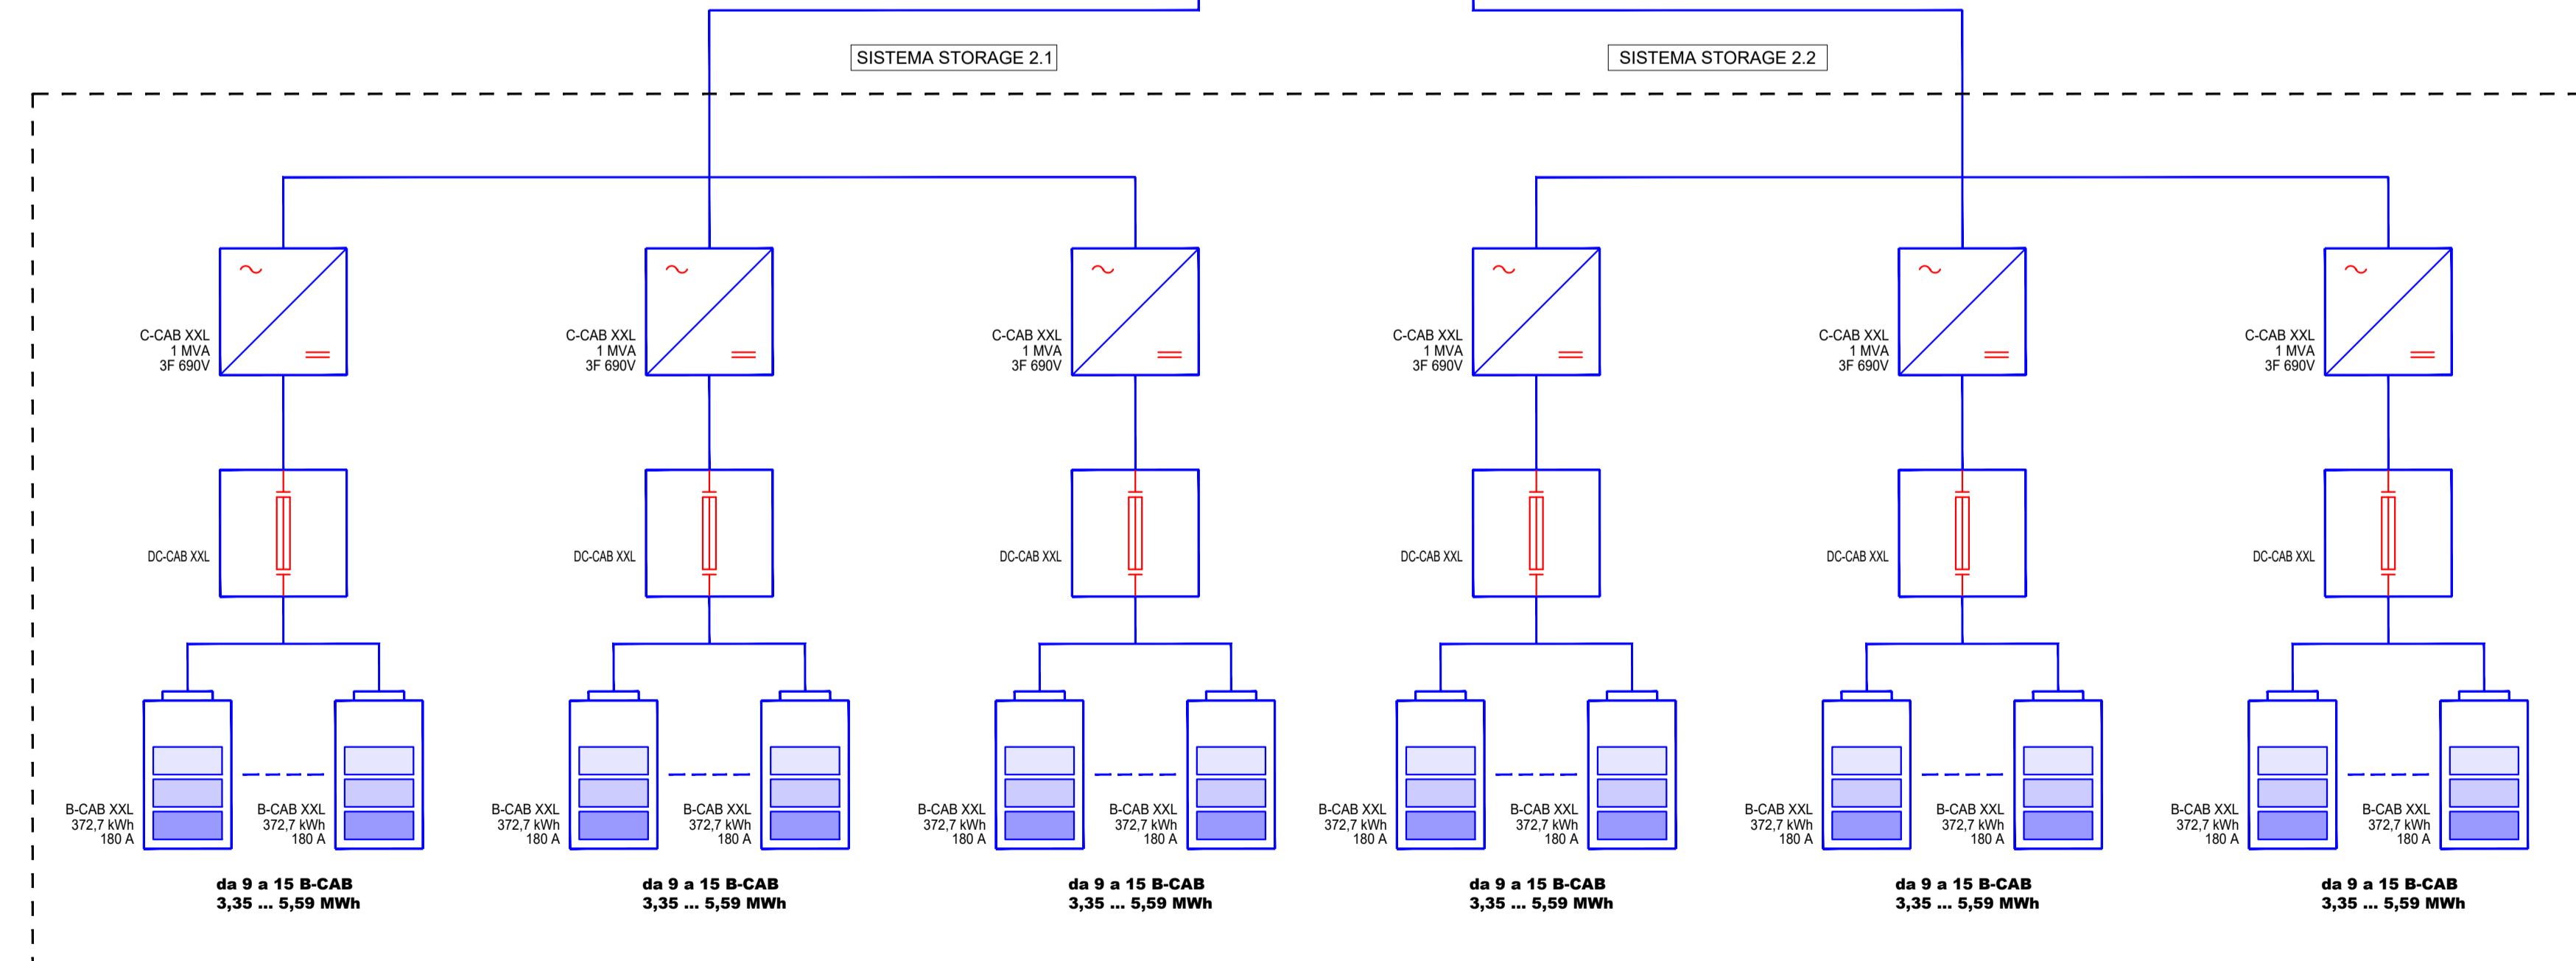 SISTEMA STORAGE 2.1
SISTEMA STORAGE 2.2
C-CAB XXL
1 MVA
3F 690V
C-CAB XXL
1 MVA
3F 690V
C-CAB XXL
1 MVA
3F 690V
C-CAB XXL
1 MVA
3F 690V
C-CAB XXL
1 MVA
3F 690V
C-CAB XXL
1 MVA
3F 690V
DC-CAB XXL
DC-CAB XXL
DC-CAB XXL
DC-CAB XXL
DC-CAB XXL
DC-CAB XXL
B-CAB XXL
372,7 kWh
180 A
B-CAB XXL
372,7 kWh
180 A
B-CAB XXL
372,7 kWh
180 A
B-CAB XXL
372,7 kWh
180 A
B-CAB XXL
372,7 kWh
180 A
B-CAB XXL
372,7 kWh
180 A
B-CAB XXL
372,7 kWh
180 A
B-CAB XXL
372,7 kWh
180 A
B-CAB XXL
372,7 kWh
180 A
B-CAB XXL
372,7 kWh
180 A
B-CAB XXL
372,7 kWh
180 A
B-CAB XXL
372,7 kWh
180 A
da 9 a 15 B-CAB
3,35 ... 5,59 MWh
da 9 a 15 B-CAB
3,35 ... 5,59 MWh
da 9 a 15 B-CAB
3,35 ... 5,59 MWh
da 9 a 15 B-CAB
3,35 ... 5,59 MWh
da 9 a 15 B-CAB
3,35 ... 5,59 MWh
da 9 a 15 B-CAB
3,35 ... 5,59 MWh